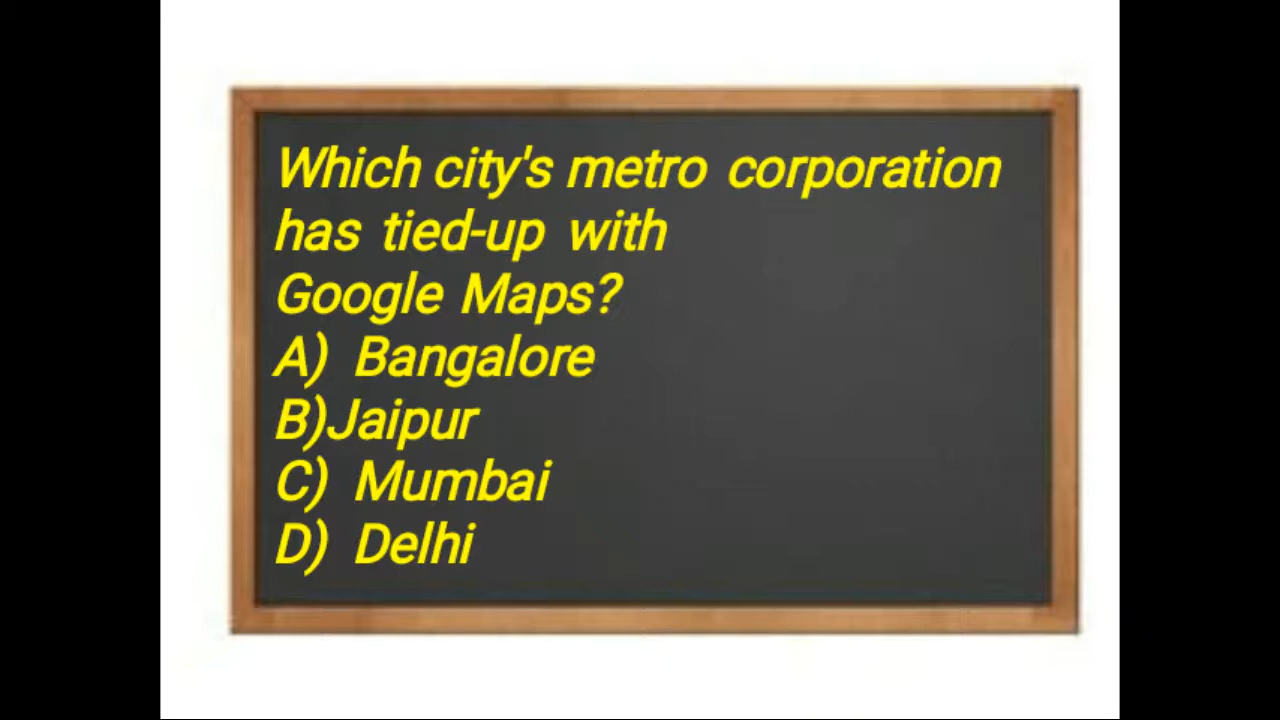 Which city's metro corporation
has tied-up with
Google Maps?
A) Bangalore
B)Jaipur
C) Mumbai
D) Delhi